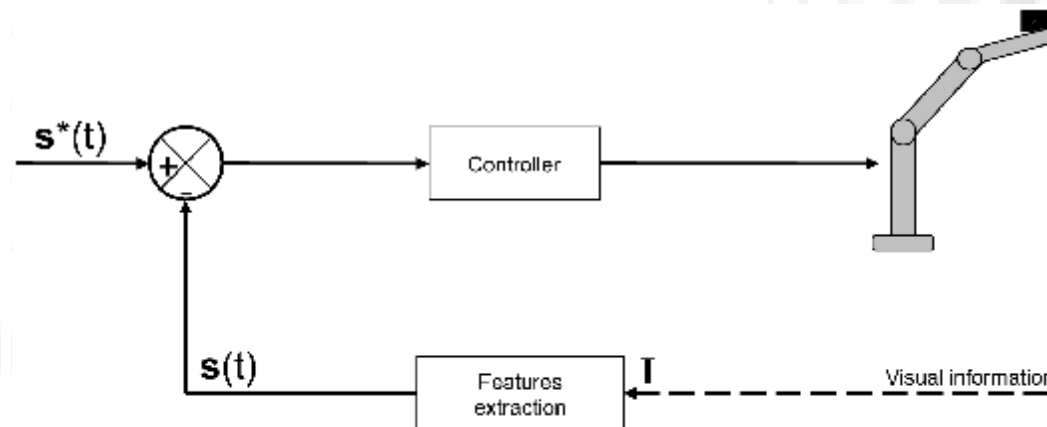 s*(t)
+
-
Controller
s(t)
Features
extraction
I
Visual information